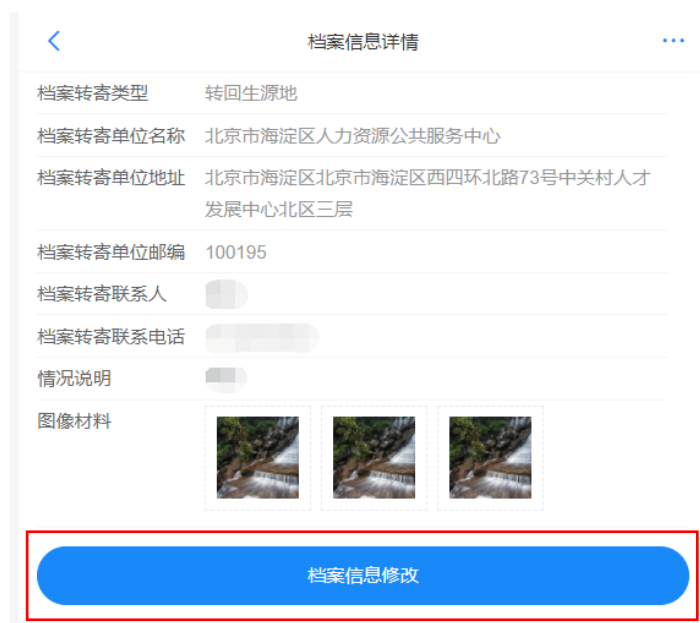 档案信息详情
档案转寄类型 转回生源地
档案转寄单位名称 北京市海淀区人力资源公共服务中心
档案转寄单位地址 北京市海淀区北京市海淀区西四环北路73号中关村人才
发展中心北区三层
档案转寄单位邮编 100195
档案转寄联系人
档案转寄联系电话
情况说明
图像材料
档案信息修改